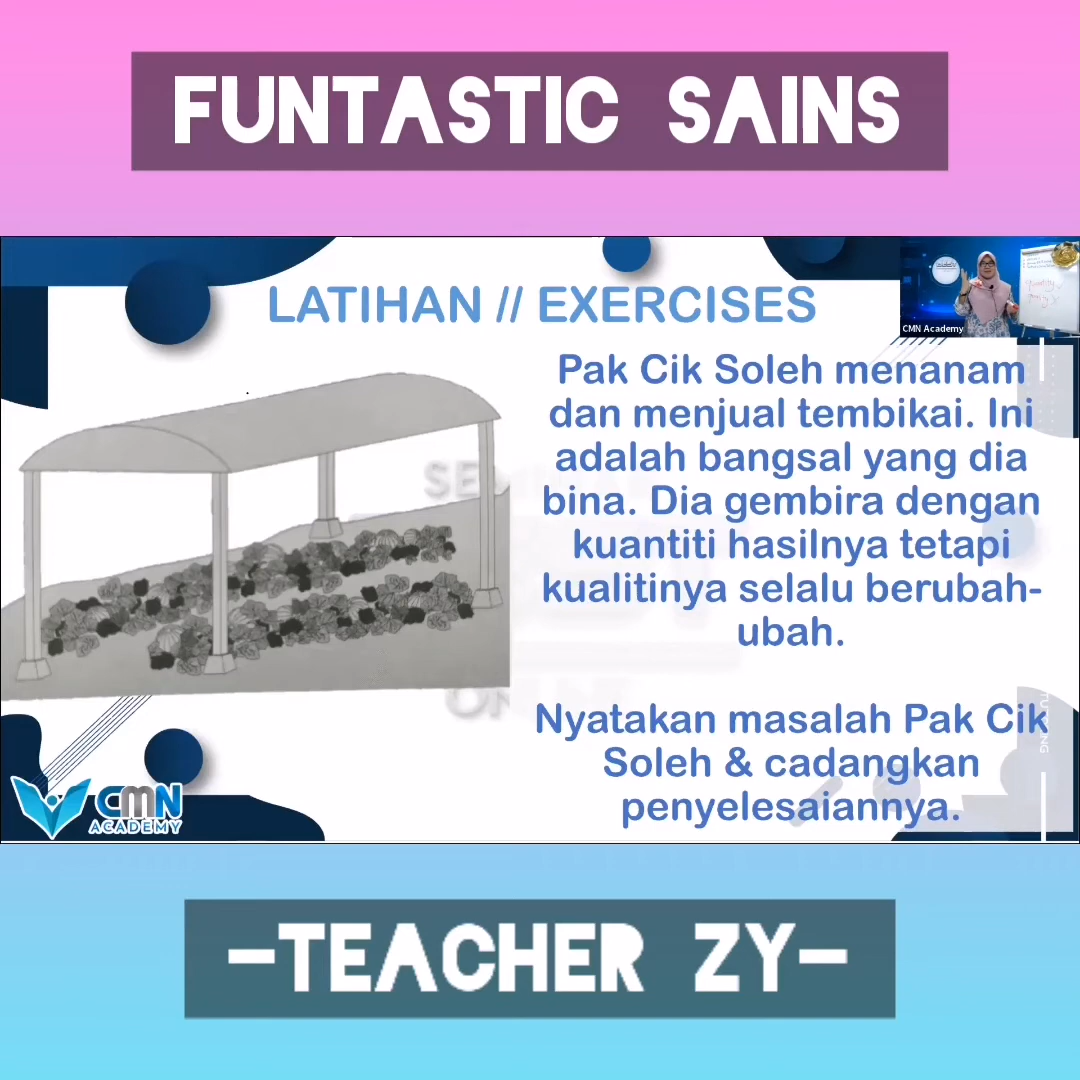 FUNTASTIC SAINS
LATIHAN // EXERCISES
CMN Academy
Pak Cik Soleh menanam
dan menjual tembikai. Ini
adalah bangsal yang dia
bina. Dia gembira dengan
kuantiti hasilnya tetapi
kualitinya selalu berubah-
ubah.
Nyatakan masalah Pak Cik
Soleh & cadangkan
penyelesaiannya.
CMN
ACADEMY
-TEACHER ZY-